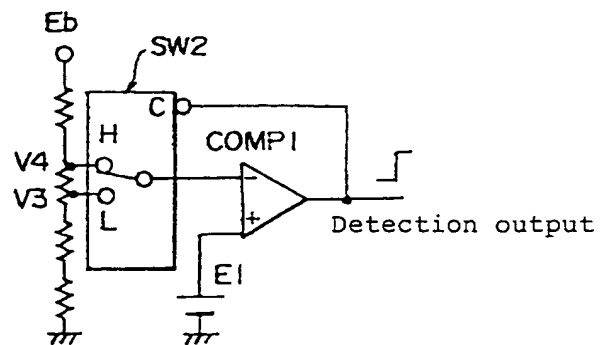 Eb
SW2
C
H
COMP1
V4
V3
L
-
+
Detection output
E1